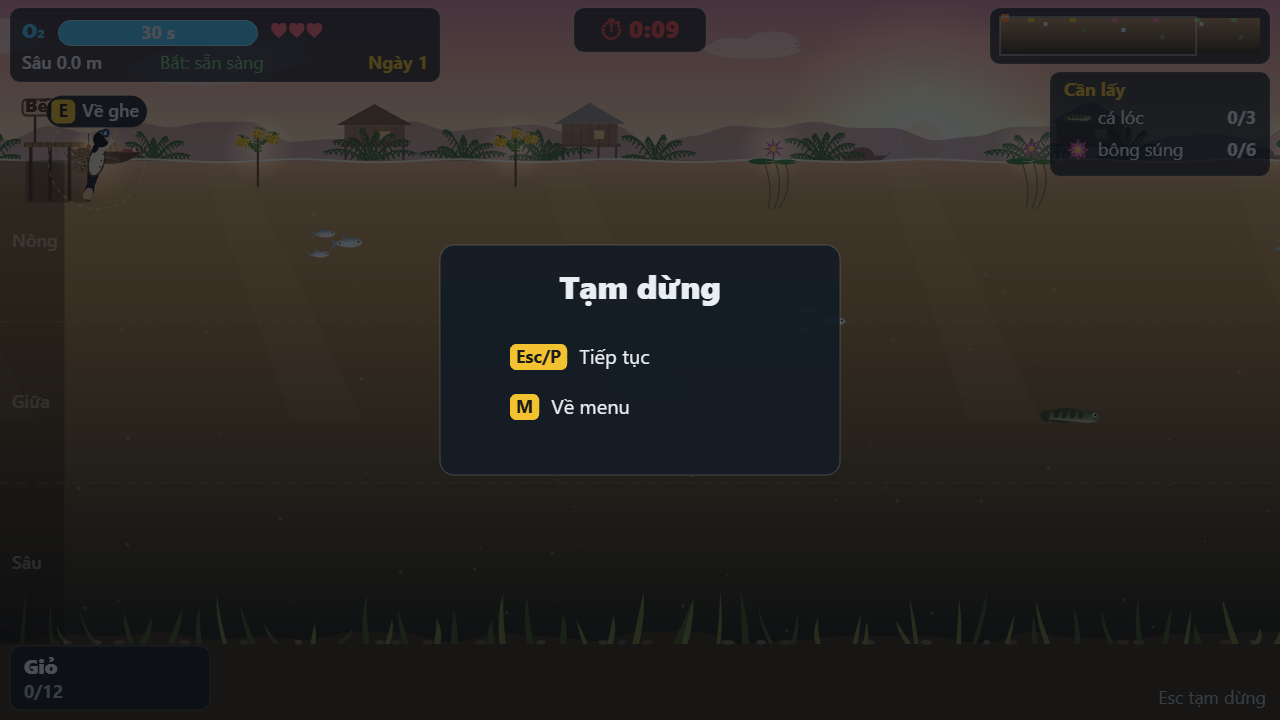 O₂ 30 s
Sâu 0.0 m Bắt: sẵn sàng Ngày 1
0:09
Cần lấy
cá lóc 0/3
bông súng 0/6
E Về ghe
Nông
Giữa
Sâu
Tạm dừng
Esc/P Tiếp tục
M Về menu
Giỏ
0/12
Esc tạm dừng